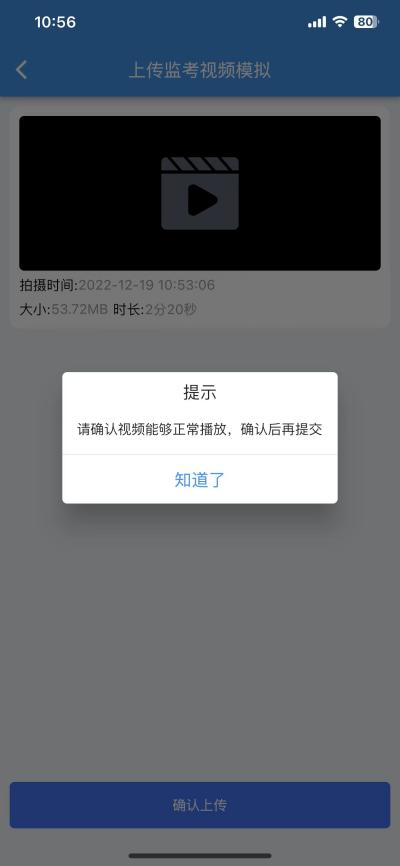 10:56
80
上传监考视频模拟
拍摄时间:2022-12-19 10:53:06
大小:53.72MB 时长:2分20秒
提示
请确认视频能够正常播放，确认后再提交
知道了
确认上传